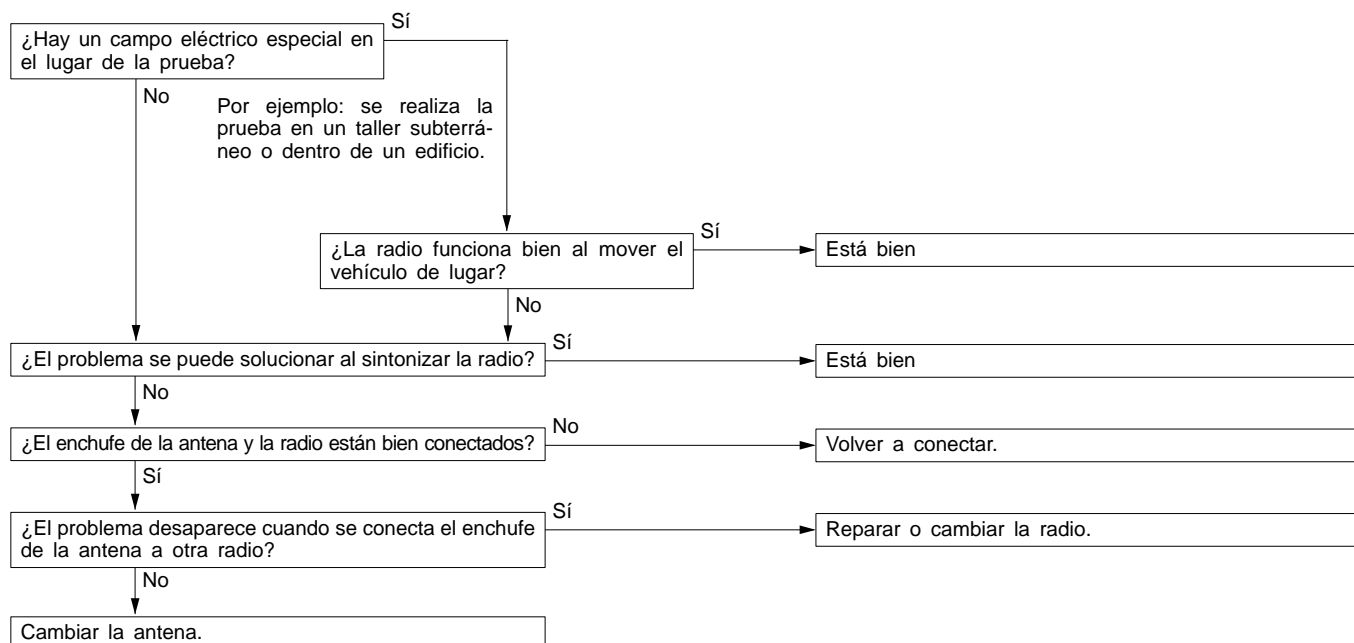 Sí
¿Hay un campo eléctrico especial en
el lugar de la prueba?
No
Por ejemplo: se realiza la
prueba en un taller subterrá-
neo o dentro de un edificio.
Sí
¿La radio funciona bien al mover el
vehículo de lugar?
Está bien
No
Sí
¿El problema se puede solucionar al sintonizar la radio?
Está bien
No
No
¿El enchufe de la antena y la radio están bien conectados?
Volver a conectar.
Sí
Sí
¿El problema desaparece cuando se conecta el enchufe
de la antena a otra radio?
Reparar o cambiar la radio.
No
Cambiar la antena.